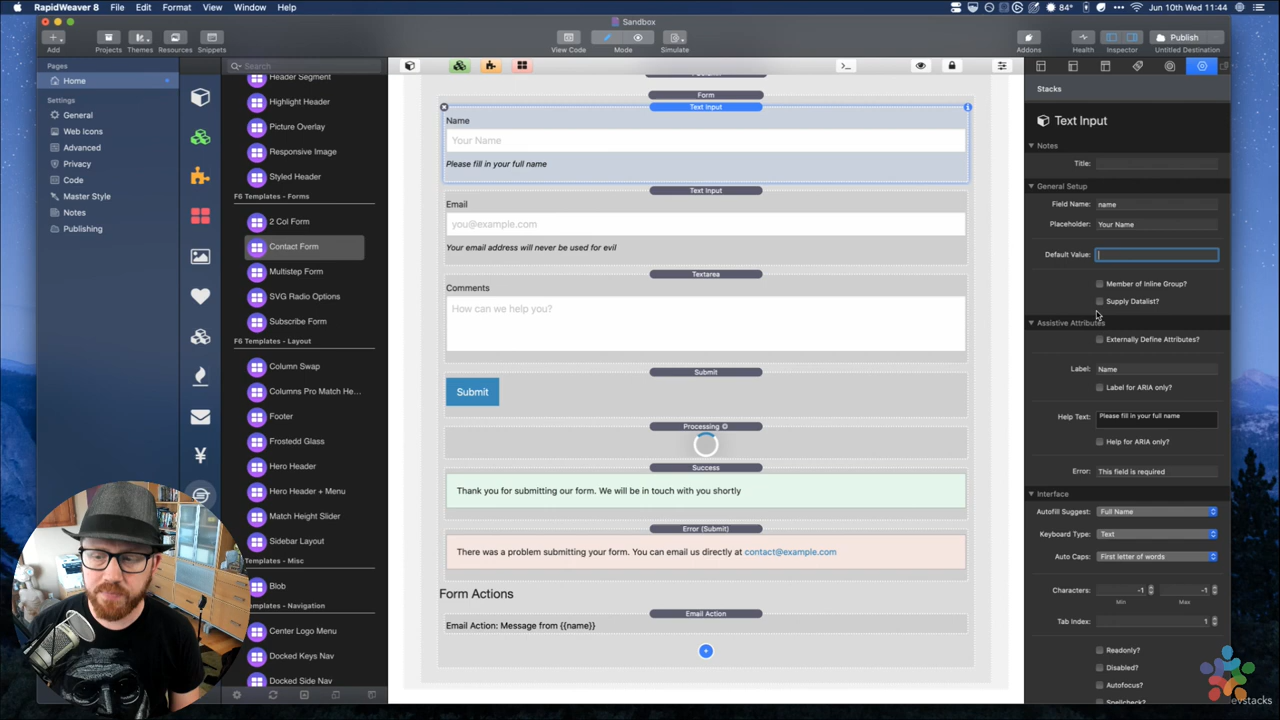 RapidWeaver 8 File Edit Format View Window Help
84° Jun 10th Wed 11:44
Sandbox
Add Projects Themes Resources Snippets View Code Mode Simulate Addons Health Inspector Publish
Untitled Destination
Pages
Home
Settings
General
Web Icons
Advanced
Privacy
Code
Master Style
Notes
Publishing
Search
Header Segment
Highlight Header
Picture Overlay
Responsive Image
Styled Header
F6 Templates - Forms
2 Col Form
Contact Form
Multistep Form
SVG Radio Options
Subscribe Form
F6 Templates - Layout
Column Swap
Columns Pro Match He...
Footer
Frostedd Glass
Hero Header
Hero Header + Menu
Match Height Slider
Sidebar Layout
Templates - Misc
Blob
Templates - Navigation
Center Logo Menu
Docked Keys Nav
Docked Side Nav
Form
Text Input
Name
Your Name
Please fill in your full name
Text Input
Email
you@example.com
Your email address will never be used for evil
Textarea
Comments
How can we help you?
Submit
Submit
Processing
Success
Thank you for submitting our form. We will be in touch with you shortly
Error (Submit)
There was a problem submitting your form. You can email us directly at contact@example.com
Form Actions
Email Action
Email Action: Message from {{name}}
Stacks
Text Input
Notes
Title:
General Setup
Field Name: name
Placeholder: Your Name
Default Value:
Member of Inline Group?
Supply Datalist?
Assistive Attributes
Externally Define Attributes?
Label: Name
Label for ARIA only?
Help Text: Please fill in your full name
Help for ARIA only?
Error: This field is required
Interface
Autofill Suggest: Full Name
Keyboard Type: Text
Auto Caps: First letter of words
Characters: -1 -1
Min Max
Tab Index: 1
Readonly?
Disabled?
Autofocus?
Spellcheck?
evstacks